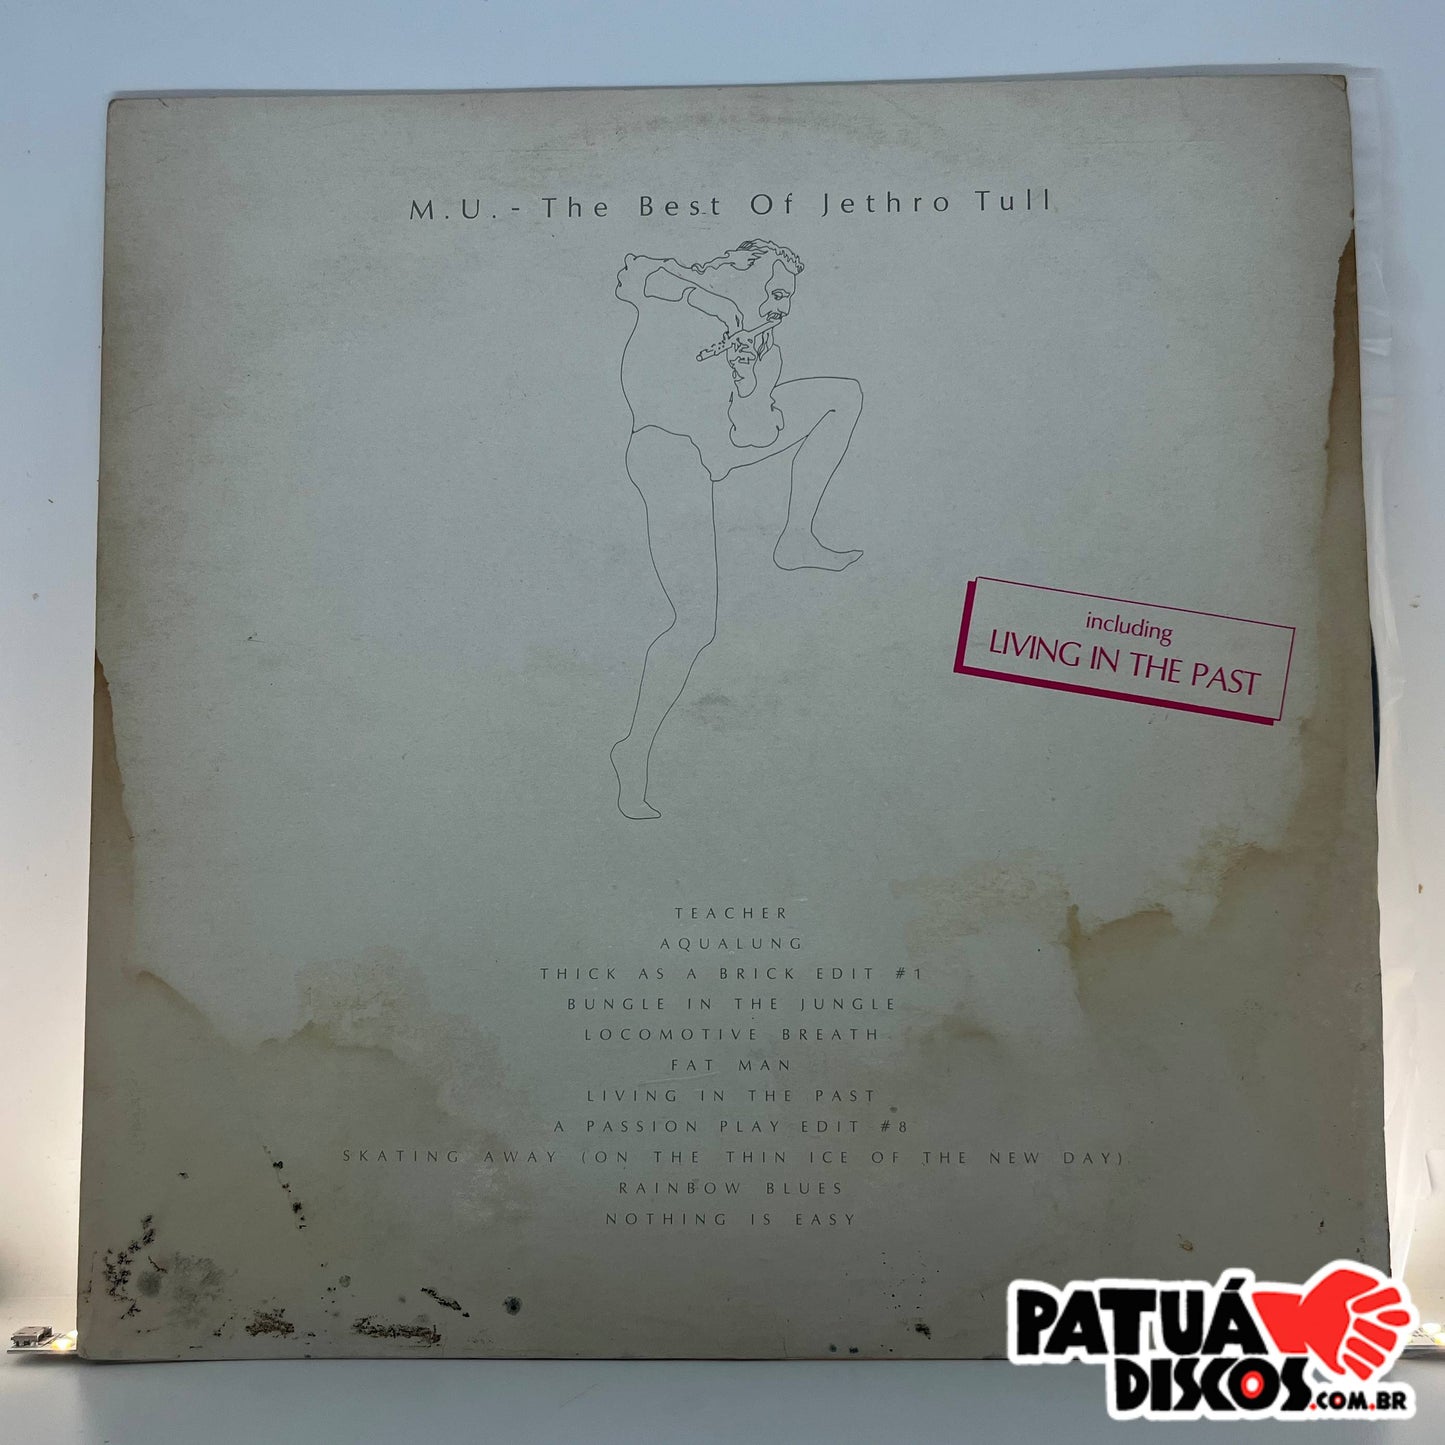 M.U. - The Best Of Jethro Tull
including
LIVING IN THE PAST
TEACHER
AQUALUNG
THICK AS A BRICK EDIT #1
BUNGLE IN THE JUNGLE
LOCOMOTIVE BREATH
FAT MAN
LIVING IN THE PAST
A PASSION PLAY EDIT #8
SKATING AWAY (ON THE THIN ICE OF THE NEW DAY)
RAINBOW BLUES
NOTHING IS EASY
PATUÁ
DISCOS.COM.BR